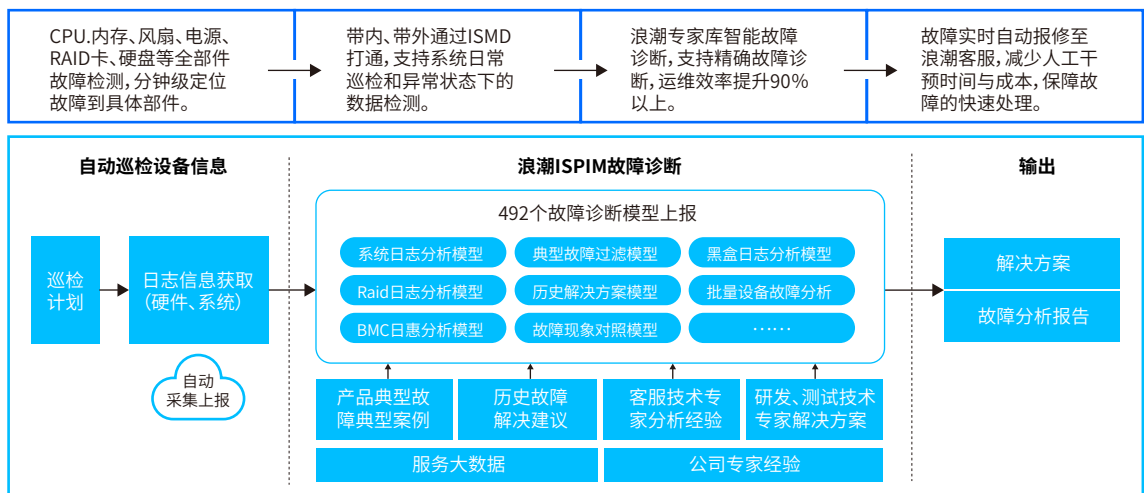 CPU.内存、风扇、电源、
RAID卡、硬盘等全部件
故障检测，分钟级定位
故障到具体部件。
带内、带外通过ISMD
打通，支持系统日常
巡检和异常状态下的
数据检测。
浪潮专家库智能故障
诊断，支持精确故障诊
断，运维效率提升90%
以上。
故障实时自动报修至
浪潮客服，减少人工干
预时间与成本，保障故
障的快速处理。
自动巡检设备信息
浪潮ISPIM故障诊断
输出
巡检
计划
日志信息获取
（硬件、系统）
自动
采集上报
492个故障诊断模型上报
系统日志分析模型
典型故障过滤模型
黑盒日志分析模型
Raid日志分析模型
历史解决方案模型
批量设备故障分析
BMC日惠分析模型
故障现象对照模型
……
产品典型故
障典型案例
历史故障
解决建议
客服技术专
家分析经验
研发、测试技术
专家解决方案
服务大数据
公司专家经验
解决方案
故障分析报告